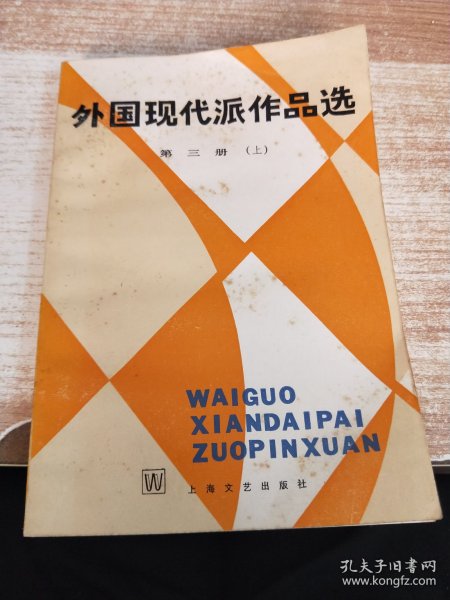 外国现代派作品选
第三册（上）
WAIGUO
XIANDAIPAI
ZUOPINXUAN
上海文艺出版社
孔夫子旧书网
www.kongfz.com